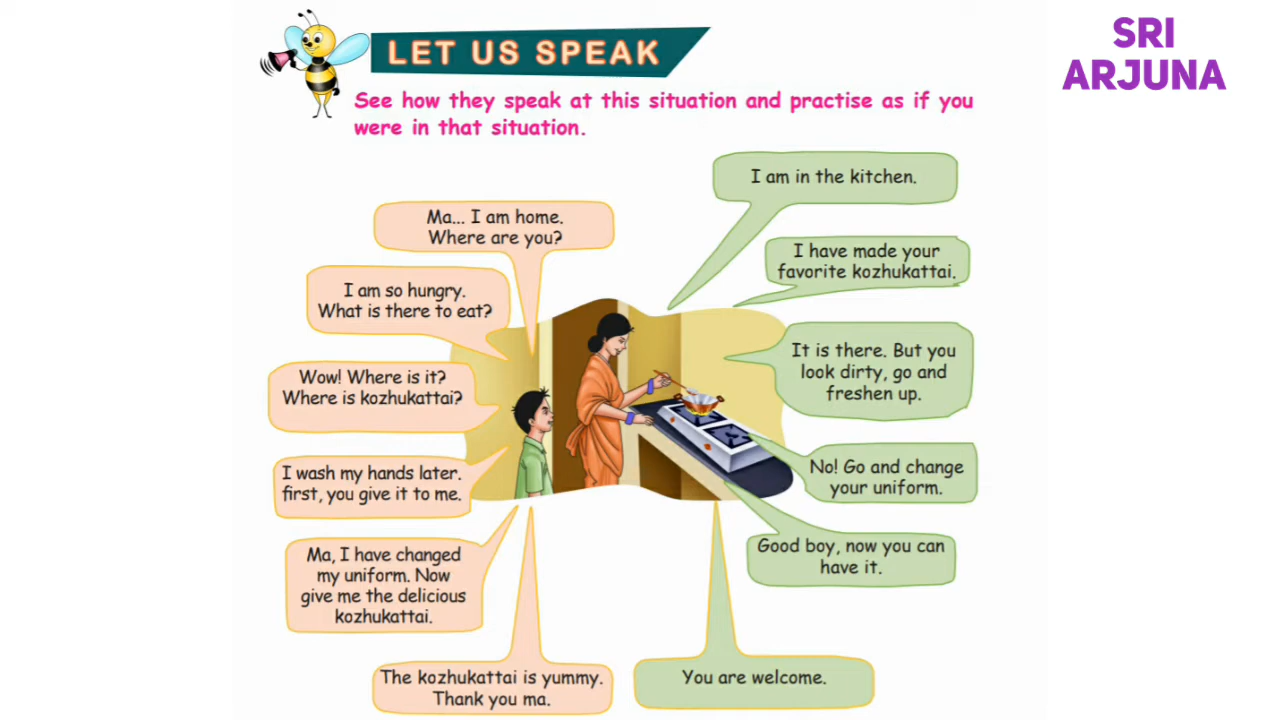 LET US SPEAK
SRI
ARJUNA
See how they speak at this situation and practise as if you
were in that situation.
Ma... I am home.
Where are you?
I am in the kitchen.
I am so hungry.
What is there to eat?
I have made your
favorite kozhukattai.
Wow! Where is it?
Where is kozhukattai?
It is there. But you
look dirty, go and
freshen up.
I wash my hands later.
first, you give it to me.
No! Go and change
your uniform.
Ma, I have changed
my uniform. Now
give me the delicious
kozhukattai.
Good boy, now you can
have it.
The kozhukattai is yummy.
Thank you ma.
You are welcome.